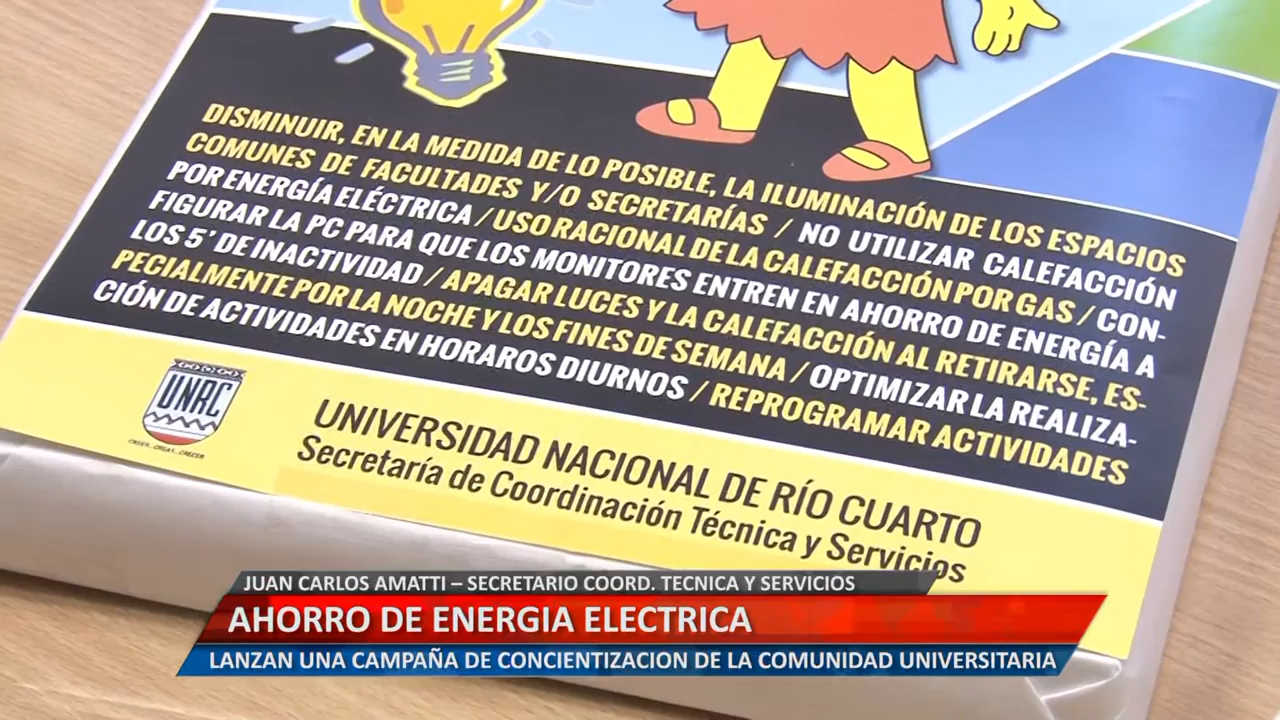 DISMINUIR, EN LA MEDIDA DE LO POSIBLE, LA ILUMINACIÓN DE LOS ESPACIOS
COMUNES DE FACULTADES Y/O SECRETARÍAS / NO UTILIZAR CALEFACCIÓN
POR ENERGÍA ELÉCTRICA / USO RACIONAL DE LA CALEFACCIÓN POR GAS / CON-
FIGURAR LA PC PARA QUE LOS MONITORES ENTREN EN AHORRO DE ENERGÍA A
LOS 5' DE INACTIVIDAD / APAGAR LUCES Y LA CALEFACCIÓN AL RETIRARSE, ES-
PECIALMENTE POR LA NOCHE Y LOS FINES DE SEMANA / OPTIMIZAR LA REALIZA-
CIÓN DE ACTIVIDADES EN HORAROS DIURNOS / REPROGRAMAR ACTIVIDADES
UNRC
CREER...CREAR...CRECER
UNIVERSIDAD NACIONAL DE RÍO CUARTO
Secretaría de Coordinación Técnica y Servicios
JUAN CARLOS AMATTI – SECRETARIO COORD. TECNICA Y SERVICIOS
AHORRO DE ENERGIA ELECTRICA
LANZAN UNA CAMPAÑA DE CONCIENTIZACION DE LA COMUNIDAD UNIVERSITARIA